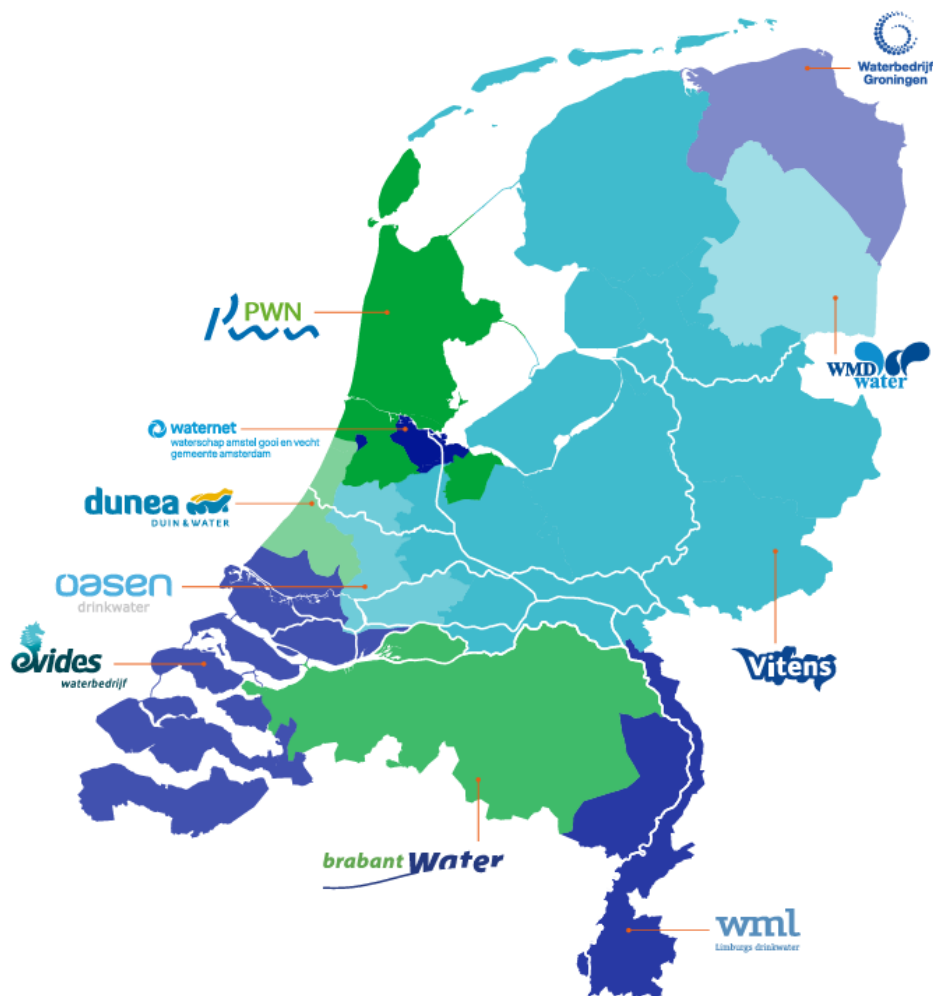 Waterbedrijf
Groningen
PWN
WMD
water
waternet
waterschap amstel gooi en vecht
gemeente amsterdam
dunea
DUIN & WATER
oasen
drinkwater
evides
waterbedrijf
Vitens
brabant Water
wml
Limburgs drinkwater